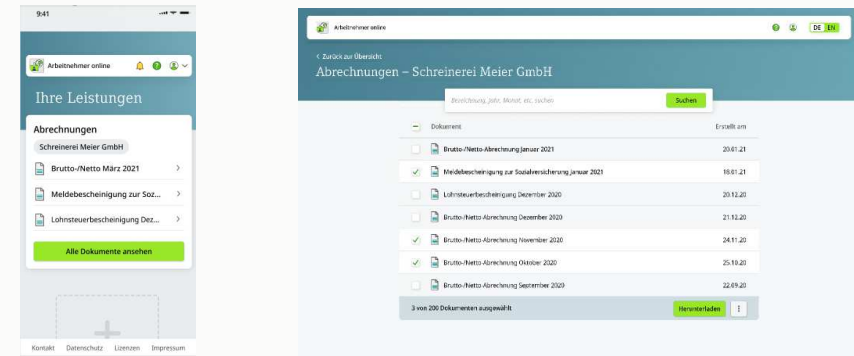 9:41
Arbeitnehmer online
Ihre Leistungen
Abrechnungen
Schreinerei Meier GmbH
Brutto-/Netto März 2021
Meldebescheinigung zur Soz...
Lohnsteuerbescheinigung Dez...
Alle Dokumente ansehen
Kontakt Datenschutz Lizenzen Impressum
Arbeitnehmer online DE EN
< Zurück zur Übersicht
Abrechnungen – Schreinerei Meier GmbH
Bezeichnung, Jahr, Monat, etc. suchen Suchen
Dokument Erstellt am
Brutto-/Netto-Abrechnung Januar 2021 20.01.21
Meldebescheinigung zur Sozialversicherung Januar 2021 18.01.21
Lohnsteuerbescheinigung Dezember 2020 20.12.20
Brutto-/Netto-Abrechnung Dezember 2020 21.12.20
Brutto-/Netto-Abrechnung November 2020 24.11.20
Brutto-/Netto-Abrechnung Oktober 2020 25.10.20
Brutto-/Netto-Abrechnung September 2020 22.09.20
3 von 200 Dokumenten ausgewählt Herunterladen